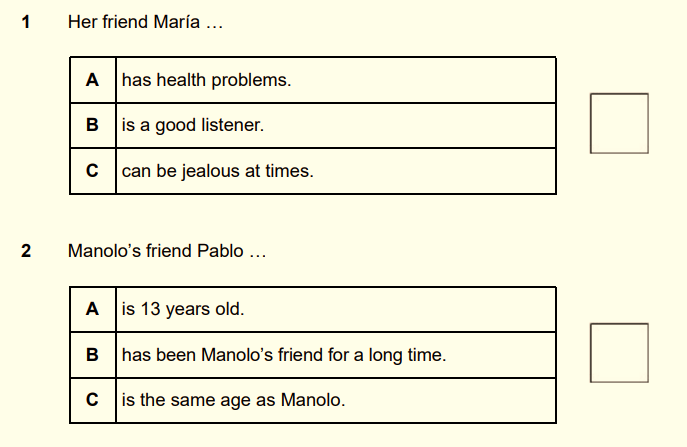 1 Her friend María …
A has health problems.
B is a good listener.
C can be jealous at times.
2 Manolo’s friend Pablo …
A is 13 years old.
B has been Manolo’s friend for a long time.
C is the same age as Manolo.